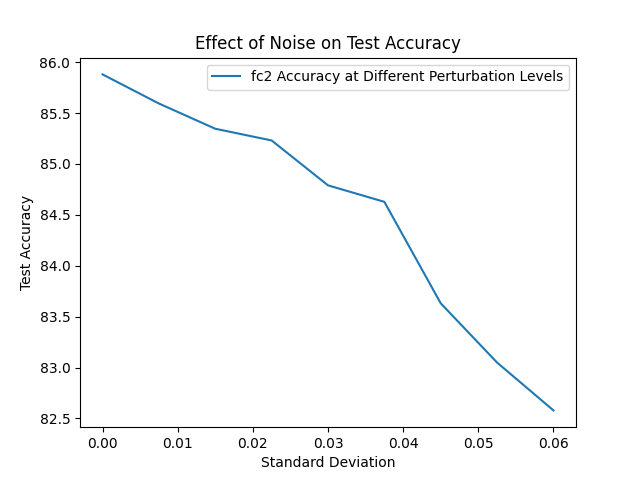 Effect of Noise on Test Accuracy
fc2 Accuracy at Different Perturbation Levels
Test Accuracy
86.0
85.5
85.0
84.5
84.0
83.5
83.0
82.5
0.00 0.01 0.02 0.03 0.04 0.05 0.06
Standard Deviation